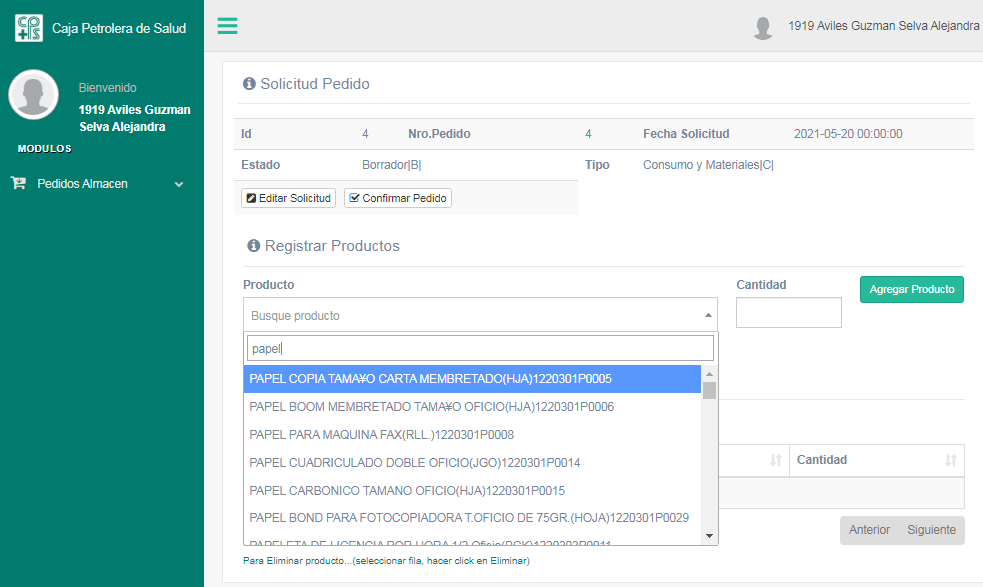 Caja Petrolera de Salud
1919 Aviles Guzman Selva Alejandra
Bienvenido
1919 Aviles Guzman
Selva Alejandra
MODULOS
Pedidos Almacen
Solicitud Pedido
Id 4 Nro.Pedido 4 Fecha Solicitud 2021-05-20 00:00:00
Estado Borrador|B| Tipo Consumo y Materiales|C|
Editar Solicitud Confirmar Pedido
Registrar Productos
Producto Cantidad Agregar Producto
Busque producto
papel
PAPEL COPIA TAMA¥O CARTA MEMBRETADO(HJA)1220301P0005
PAPEL BOOM MEMBRETADO TAMA¥O OFICIO(HJA)1220301P0006
PAPEL PARA MAQUINA FAX(RLL.)1220301P0008
PAPEL CUADRICULADO DOBLE OFICIO(JGO)1220301P0014
Cantidad
PAPEL CARBONICO TAMANO OFICIO(HJA)1220301P0015
PAPEL BOND PARA FOTOCOPIADORA T.OFICIO DE 75GR.(HOJA)1220301P0029
Anterior Siguiente
PAPELETA DE LICENCIA POR HORA 1/2 Oficio(BCK)1220303P0011
Para Eliminar producto...(seleccionar fila, hacer click en Eliminar)